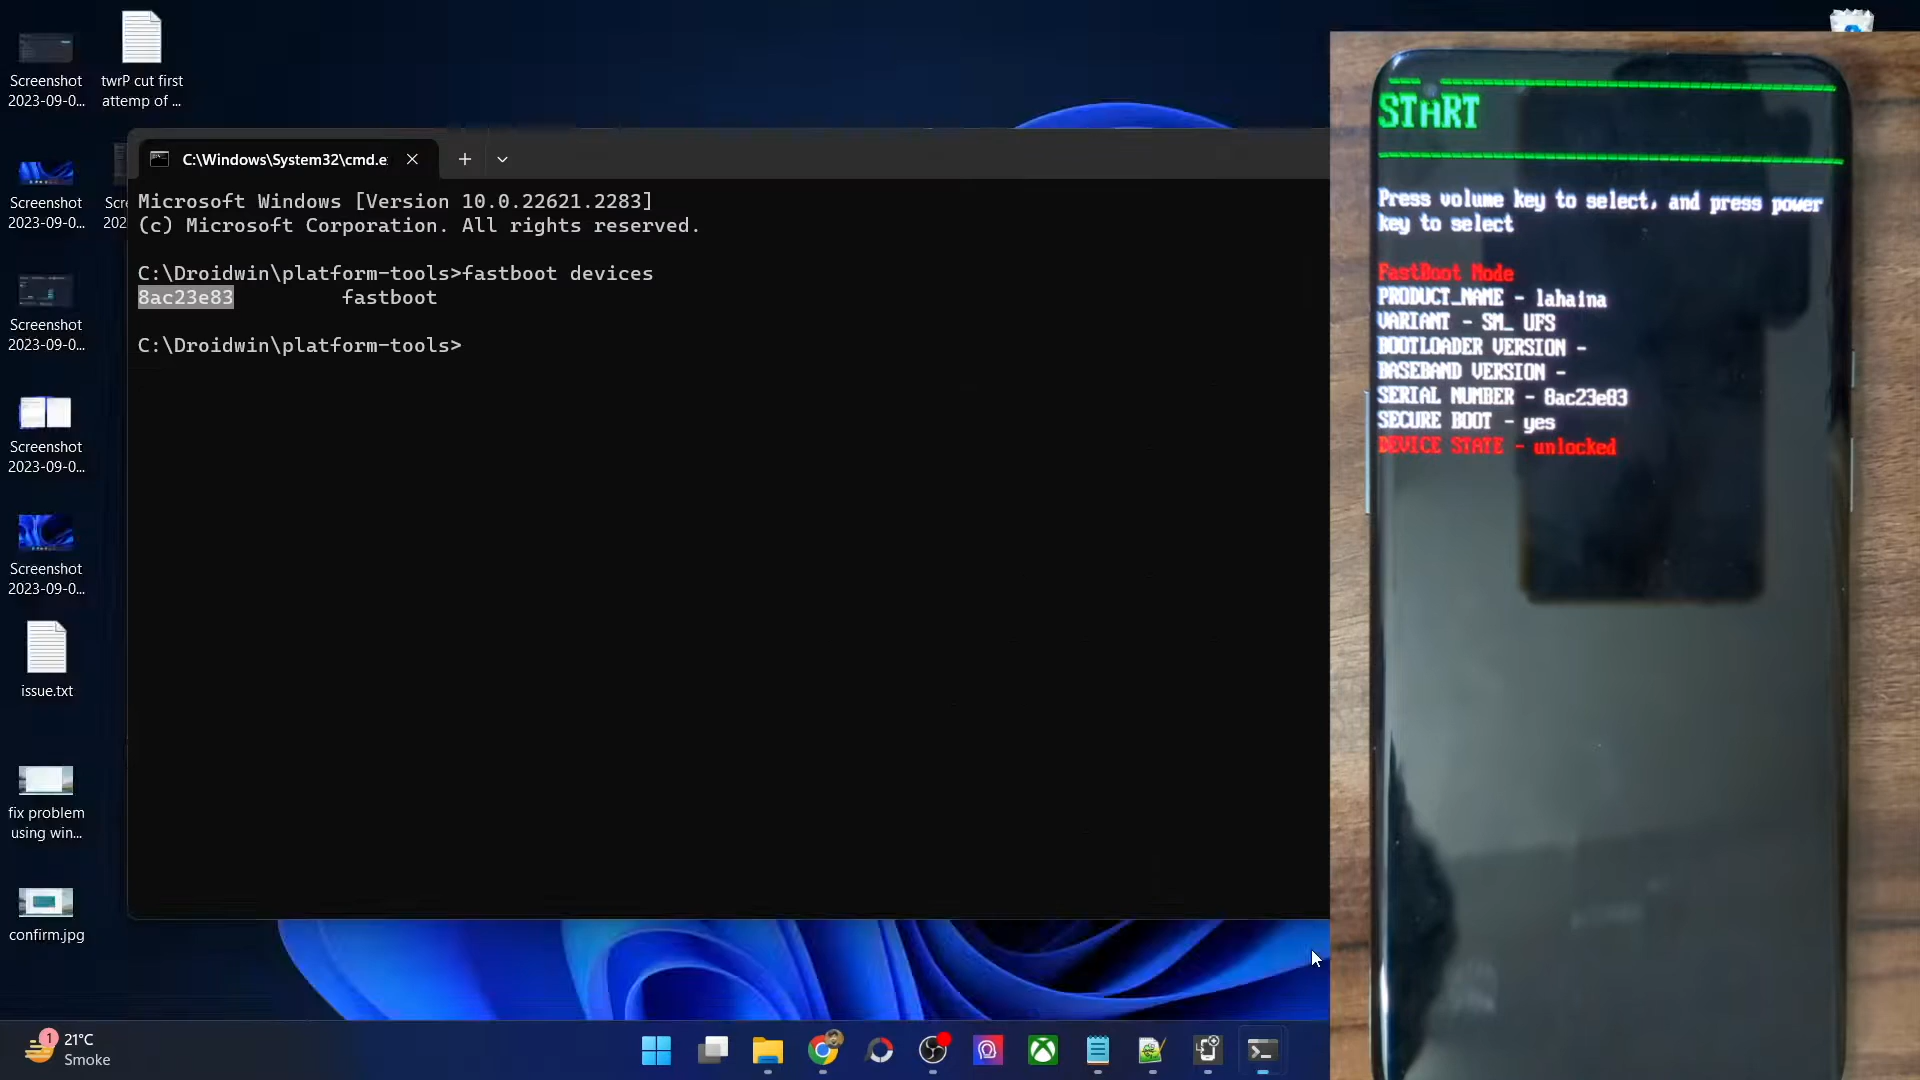 Screenshot
2023-09-0...
twrP cut first
attemp of ...
Screenshot
2023-09-0...
Screenshot
2023-09-0...
Screenshot
2023-09-0...
Screenshot
2023-09-0...
issue.txt
fix problem
using win...
confirm.jpg
C:\Windows\System32\cmd.e
Microsoft Windows [Version 10.0.22621.2283]
(c) Microsoft Corporation. All rights reserved.
C:\Droidwin\platform-tools>fastboot devices
8ac23e83 fastboot
C:\Droidwin\platform-tools>
START
Press volume key to select, and press power
key to select
FastBoot Mode
PRODUCT_NAME - lahaina
VARIANT - SM_ UFS
BOOTLOADER VERSION -
BASEBAND VERSION -
SERIAL NUMBER - 8ac23e83
SECURE BOOT - yes
DEVICE STATE - unlocked
1
21°C
Smoke